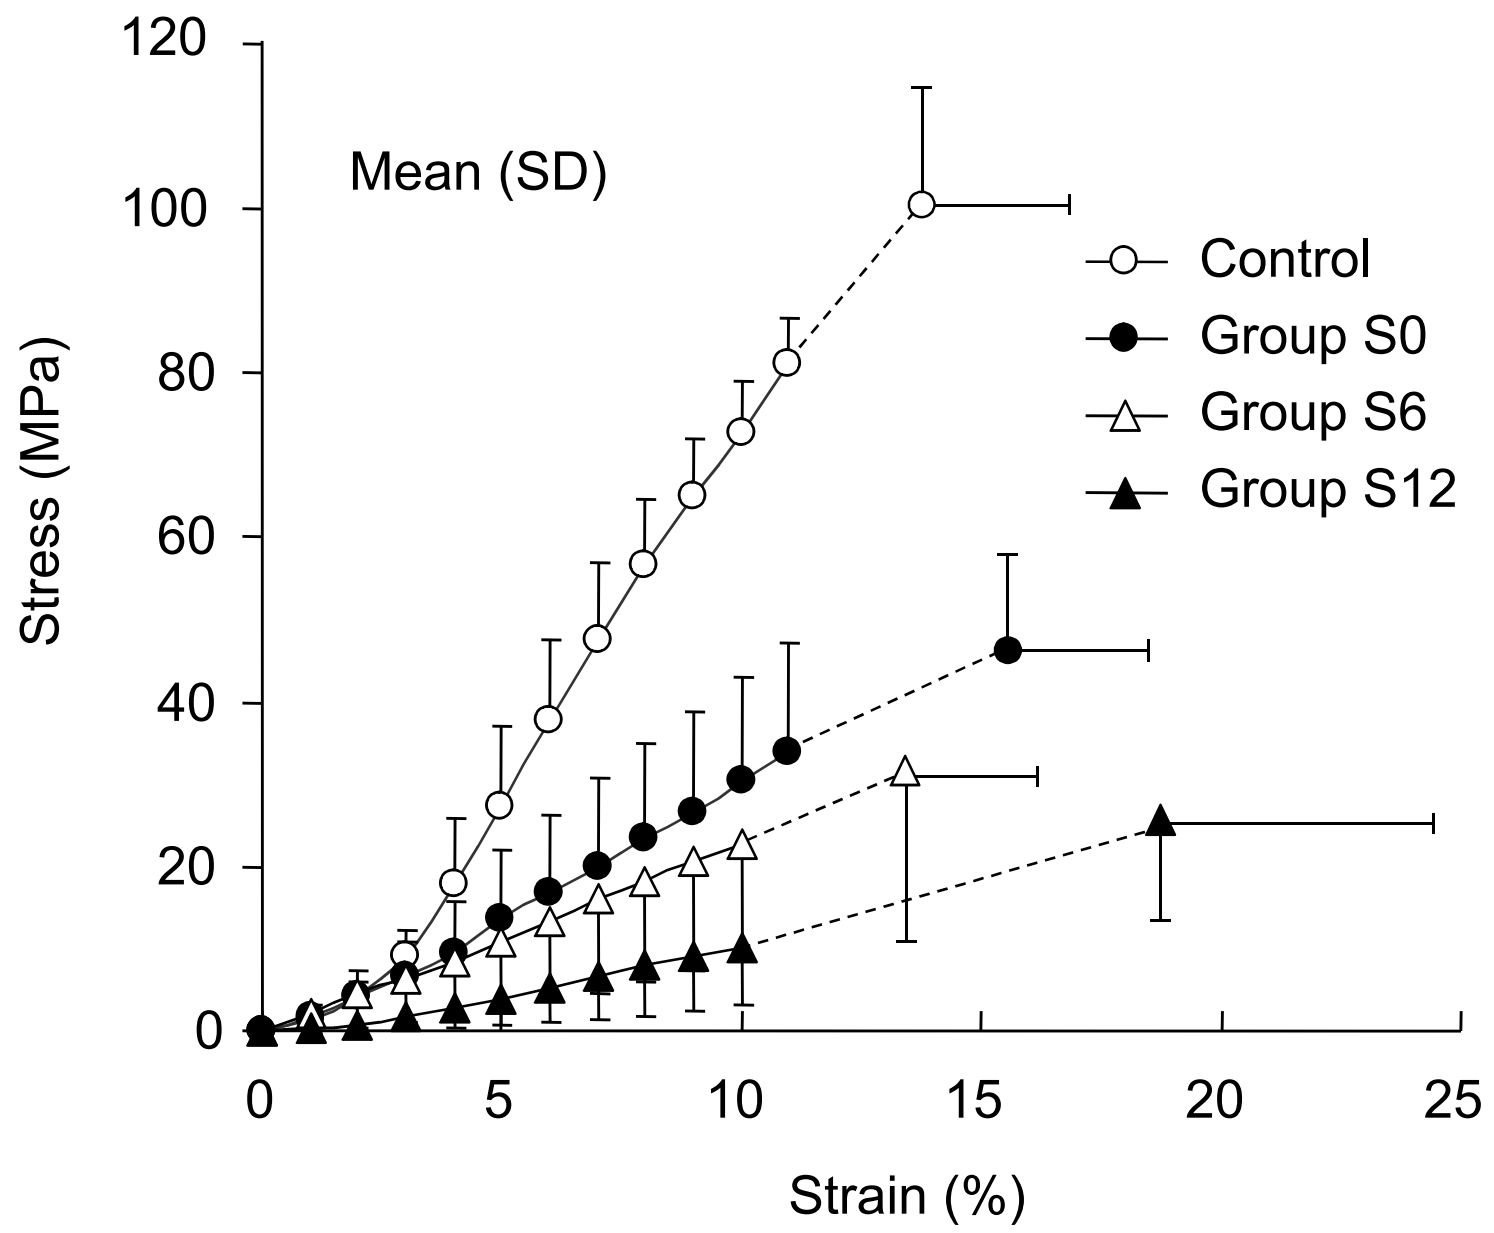 120
Mean (SD)
100
Control
Group S0
80
Group S6
Group S12
60
40
20
0
0 5 10 15 20 25
Stress (MPa)
Strain (%)